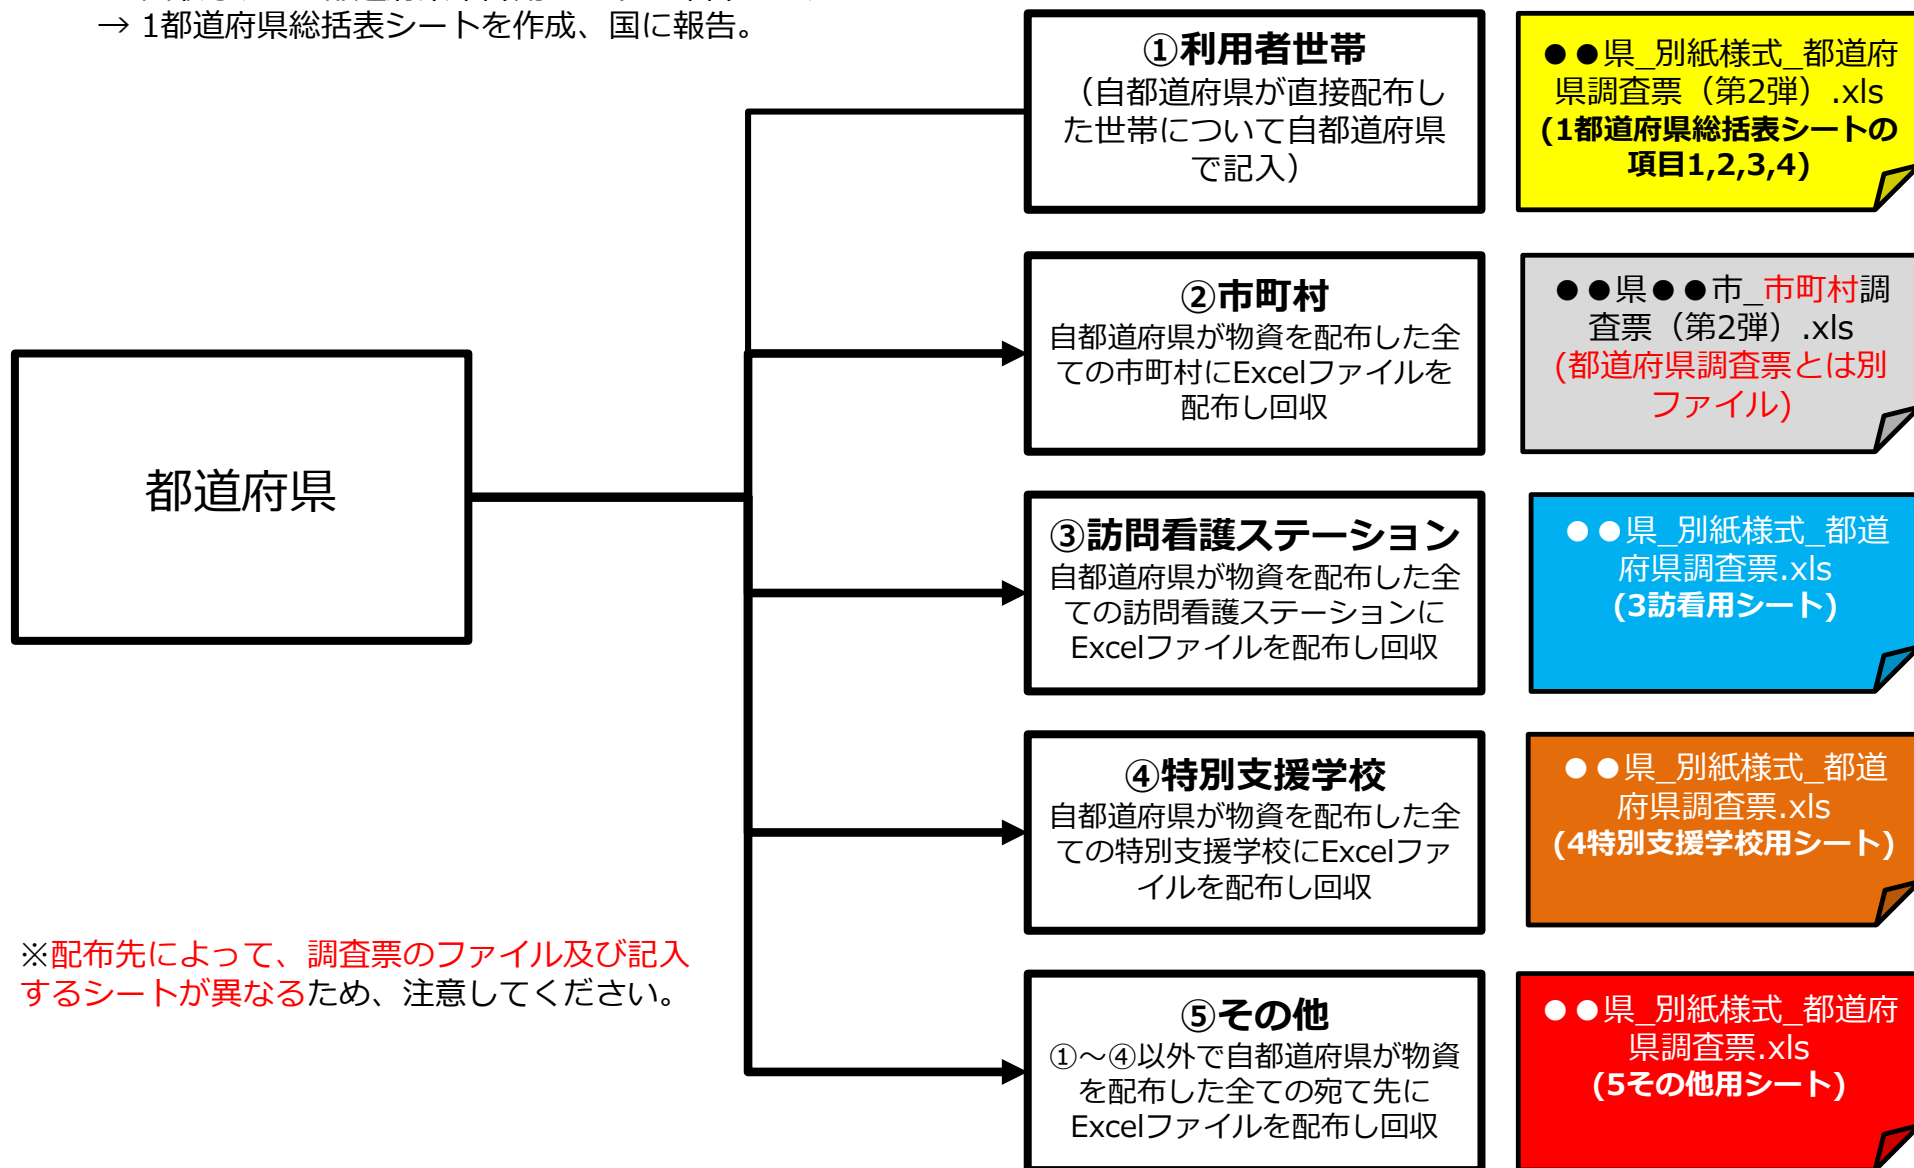 → 1都道府県総括表シートを作成、国に報告。
①利用者世帯
（自都道府県が直接配布し
た世帯について自都道府県
で記入）
●●県_別紙様式_都道府
県調査票（第2弾）.xls
(1都道府県総括表シートの
項目1,2,3,4)
②市町村
自都道府県が物資を配布した全
ての市町村にExcelファイルを
配布し回収
●●県●●市_市町村調
査票（第2弾）.xls
(都道府県調査票とは別
ファイル)
都道府県
③訪問看護ステーション
自都道府県が物資を配布した全
ての訪問看護ステーションに
Excelファイルを配布し回収
●●県_別紙様式_都道
府県調査票.xls
(3訪看用シート)
④特別支援学校
自都道府県が物資を配布した全
ての特別支援学校にExcelファ
イルを配布し回収
●●県_別紙様式_都道
府県調査票.xls
(4特別支援学校用シート)
※配布先によって、調査票のファイル及び記入
するシートが異なるため、注意してください。
⑤その他
①～④以外で自都道府県が物資
を配布した全ての宛て先に
Excelファイルを配布し回収
●●県_別紙様式_都道府
県調査票.xls
(5その他用シート)